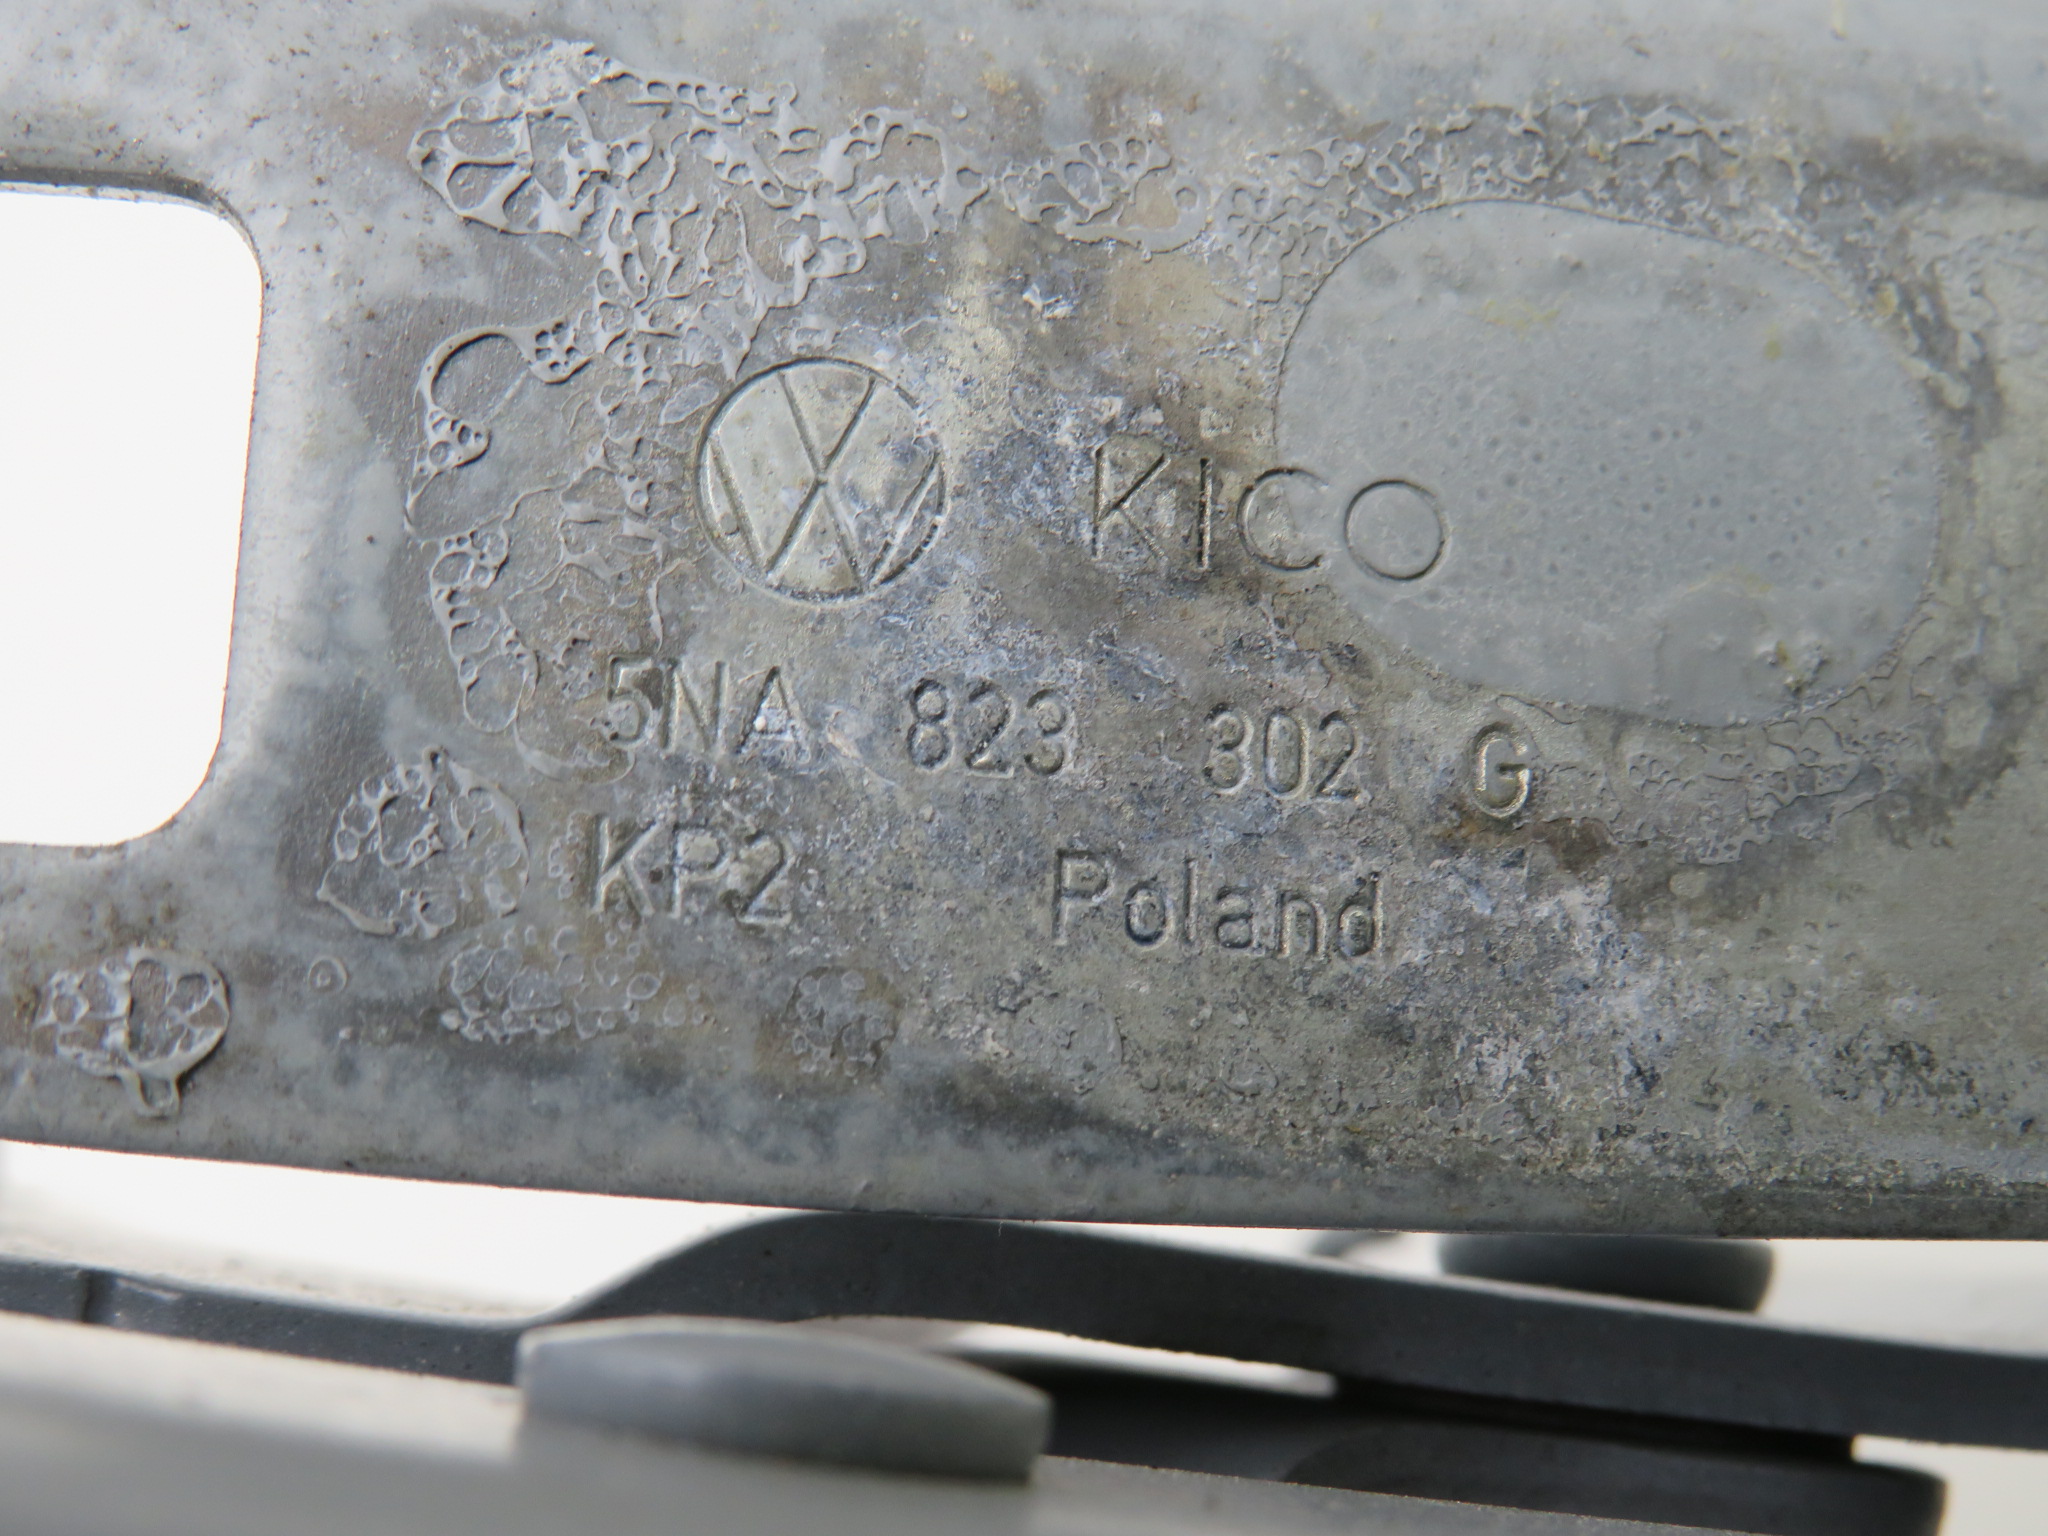 KICO
5NA 823 302 G
KP2 Poland